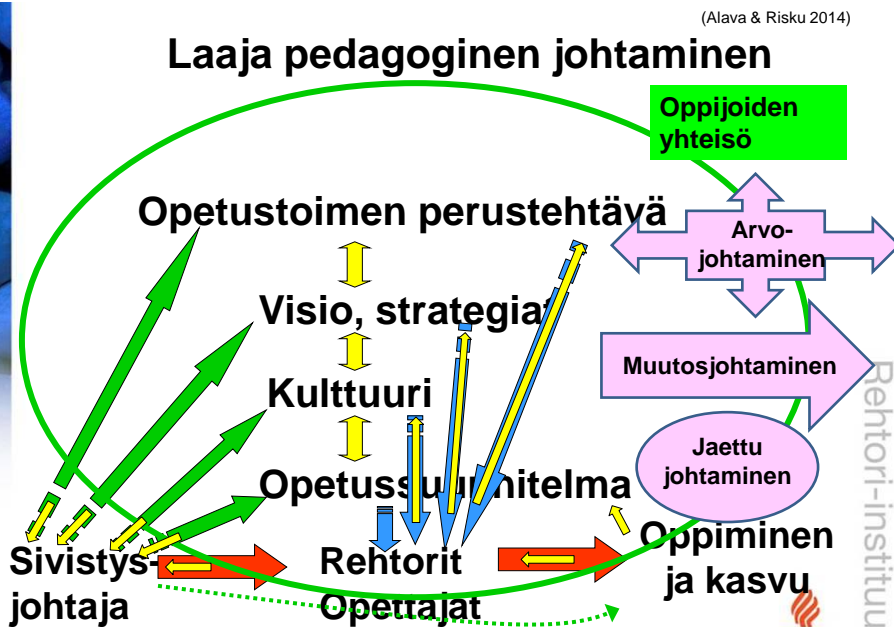 (Alava & Risku 2014)
Laaja pedagoginen johtaminen
Oppijoiden
yhteisö
Opetustoimen perustehtävä
Arvo-
johtaminen
Visio, strategiat
Muutosjohtaminen
Kulttuuri
Jaettu
johtaminen
Opetussuunnitelma
Sivistys-
johtaja
Rehtorit
Opettajat
Oppiminen
ja kasvu
Rehtori-instituu